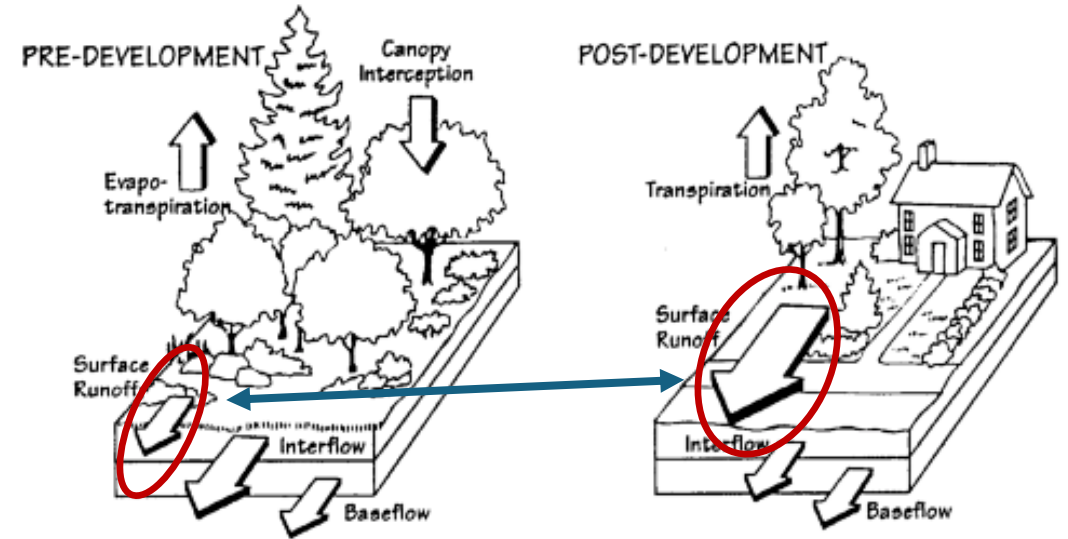 PRE-DEVELOPMENT
Canopy
Interception
Evapo-
transpiration
Surface
Runoff
Interflow
Baseflow
POST-DEVELOPMENT
Transpiration
Surface
Runoff
Interflow
Baseflow